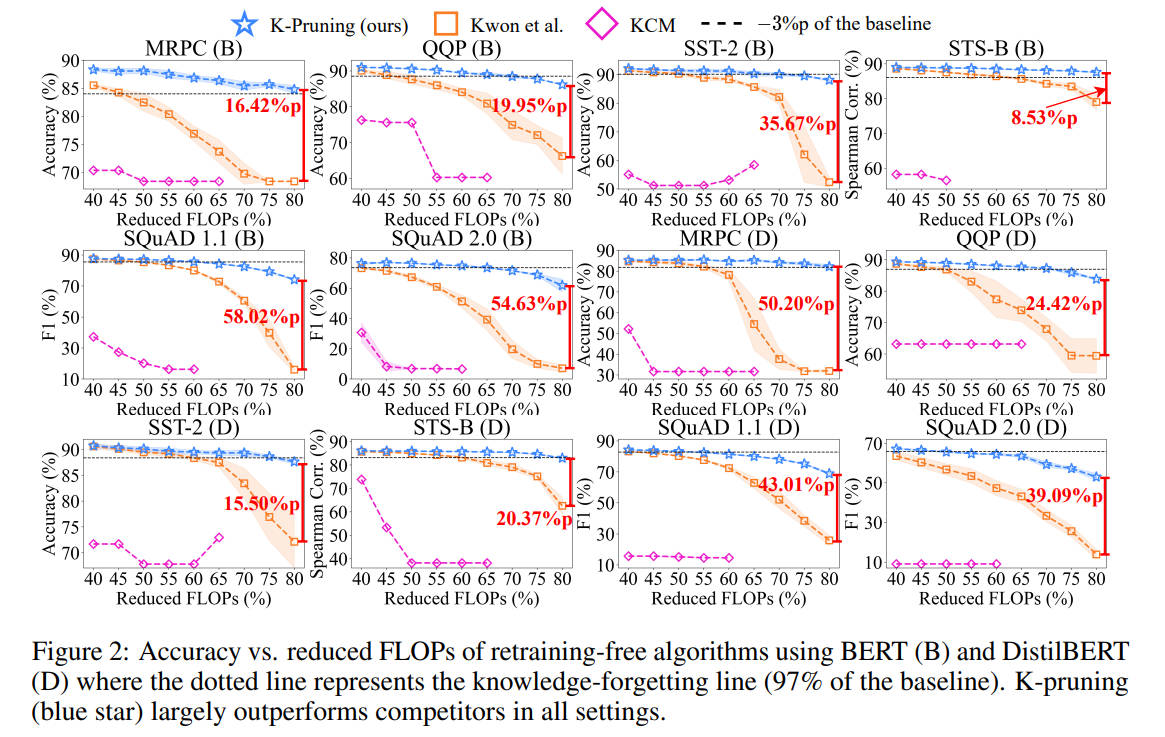 K-Pruning (ours) Kwon et al. KCM −3%p of the baseline
MRPC (B) QQP (B) SST-2 (B) STS-B (B)
Accuracy (%) 90 85 80 75 70 16.42%p 40 45 50 55 60 65 70 75 80 Reduced FLOPs (%)
Accuracy (%) 90 80 70 60 19.95%p 40 45 50 55 60 65 70 75 80 Reduced FLOPs (%)
Accuracy (%) 90 80 70 60 50 35.67%p 40 45 50 55 60 65 70 75 80 Reduced FLOPs (%)
Spearman Corr. (%) 90 80 70 60 8.53%p 40 45 50 55 60 65 70 75 80 Reduced FLOPs (%)
SQuAD 1.1 (B) SQuAD 2.0 (B) MRPC (D) QQP (D)
F1 (%) 90 70 50 30 10 58.02%p 40 45 50 55 60 65 70 75 80 Reduced FLOPs (%)
F1 (%) 80 60 40 20 0 54.63%p 40 45 50 55 60 65 70 75 80 Reduced FLOPs (%)
Accuracy (%) 90 80 70 60 50 40 30 50.20%p 40 45 50 55 60 65 70 75 80 Reduced FLOPs (%)
Accuracy (%) 90 80 70 60 24.42%p 40 45 50 55 60 65 70 75 80 Reduced FLOPs (%)
SST-2 (D) STS-B (D) SQuAD 1.1 (D) SQuAD 2.0 (D)
Accuracy (%) 90 85 80 75 70 15.50%p 40 45 50 55 60 65 70 75 80 Reduced FLOPs (%)
Spearman Corr. (%) 90 80 70 60 50 40 20.37%p 40 45 50 55 60 65 70 75 80 Reduced FLOPs (%)
F1 (%) 90 70 50 30 10 43.01%p 40 45 50 55 60 65 70 75 80 Reduced FLOPs (%)
F1 (%) 70 50 30 10 39.09%p 40 45 50 55 60 65 70 75 80 Reduced FLOPs (%)
Figure 2: Accuracy vs. reduced FLOPs of retraining-free algorithms using BERT (B) and DistilBERT
(D) where the dotted line represents the knowledge-forgetting line (97% of the baseline). K-pruning
(blue star) largely outperforms competitors in all settings.